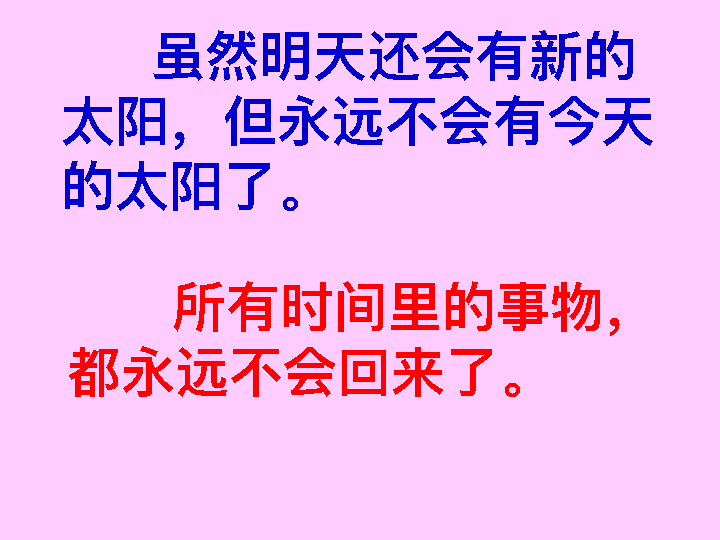 虽然明天还会有新的
太阳，但永远不会有今天
的太阳了。
所有时间里的事物，
都永远不会回来了。